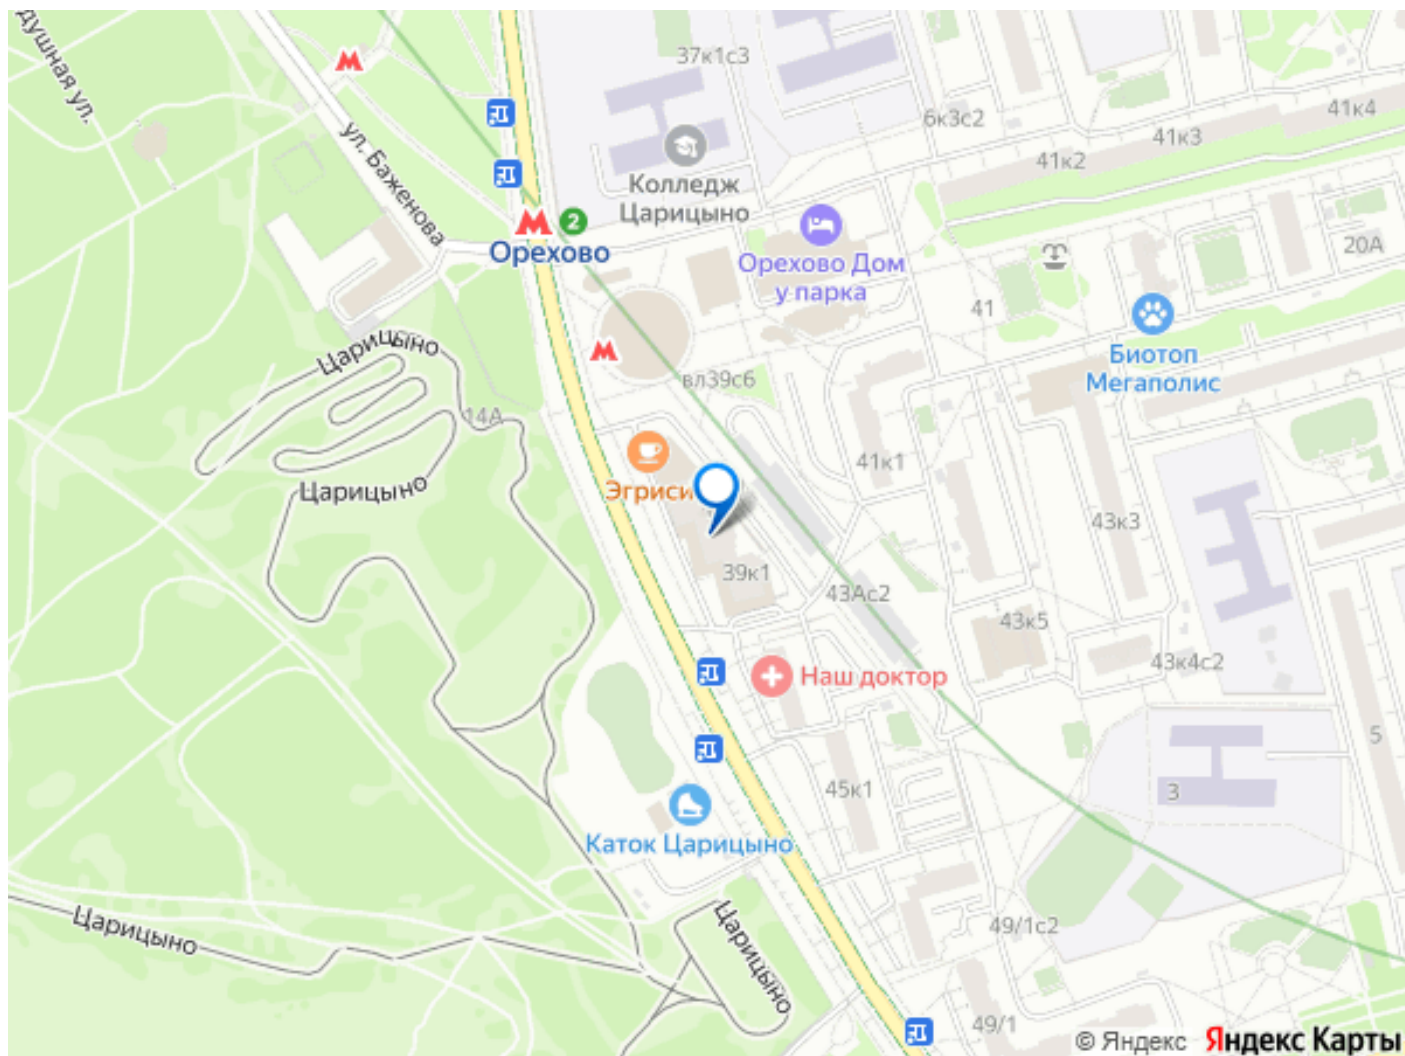 душная ул.
37к1с3
6к3с2
41к4
41к3
41к2
ул. Баженова
Колледж
Царицыно
2
Орехово
Орехово Дом
у парка
20А
41
Биотоп
Мегаполис
Царицыно
вл39с6
14А
Эгриси
41к1
Царицыно
43к3
39к1
43Ас2
43к5
43к4с2
Наш доктор
5
45к1
3
Каток Царицыно
Царицыно
Царицыно
49/1с2
49/1
© Яндекс Яндекс Карты